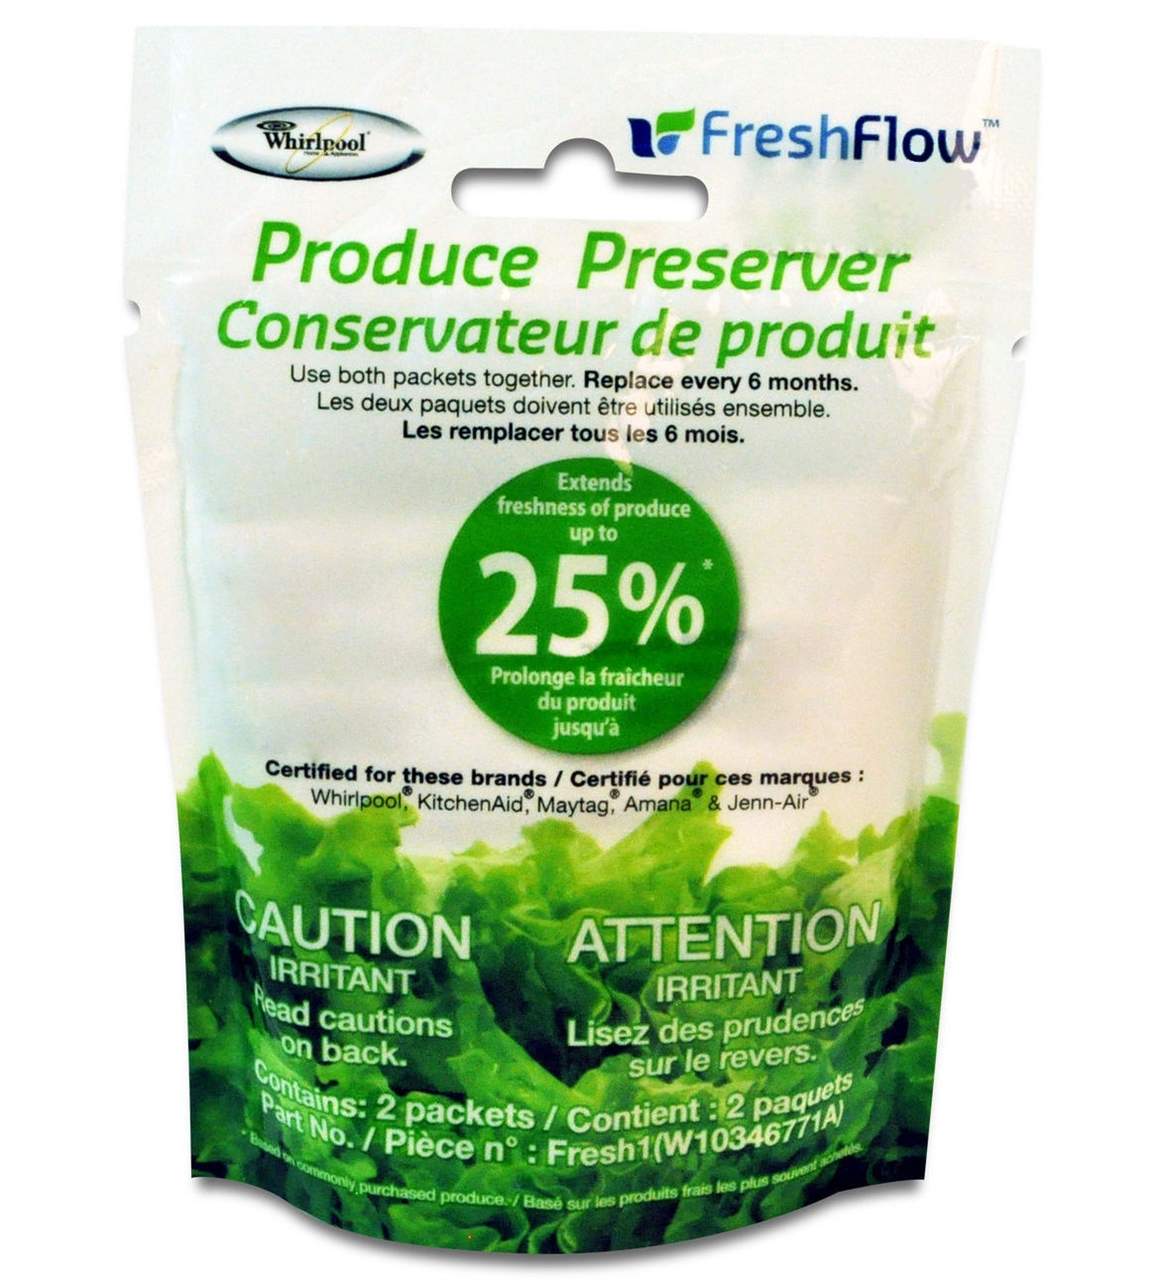 Whirlpool®
Home Appliances
FreshFlow™
Produce Preserver
Conservateur de produit
Use both packets together. Replace every 6 months.
Les deux paquets doivent être utilisés ensemble.
Les remplacer tous les 6 mois.
Extends
freshness of produce
up to
25%*
Prolonge la fraîcheur
du produit
jusqu'à
Certified for these brands / Certifié pour ces marques :
Whirlpool®, KitchenAid®, Maytag®, Amana® & Jenn-Air®
CAUTION
IRRITANT
Read cautions
on back.
ATTENTION
IRRITANT
Lisez des prudences
sur le revers.
Contains: 2 packets / Contient : 2 paquets
Part No. / Pièce n° : Fresh1(W10346771A)
* Based on commonly purchased produce. / Basé sur les produits frais les plus souvent achetés.